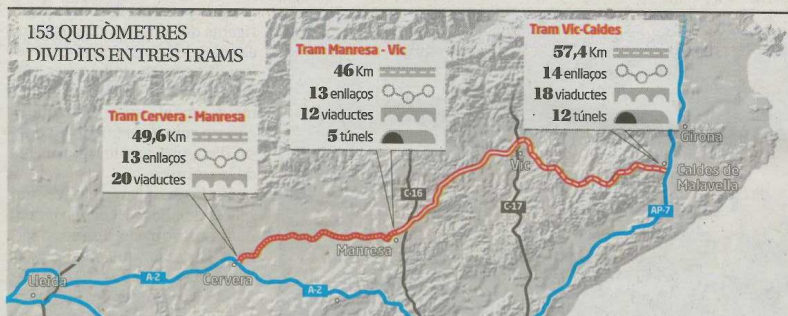 153 QUILÒMETRES
DIVIDITS EN TRES TRAMS
Tram Cervera - Manresa
49,6 Km
13 enllaços
20 viaductes
Tram Manresa - Vic
46 Km
13 enllaços
12 viaductes
5 túnels
Tram Vic-Caldes
57,4 Km
14 enllaços
18 viaductes
12 túnels
Girona
Vic
Caldes de
Malavella
C-16
C-17
AP-7
Manresa
Lleida
A-2
Cervera
A-2